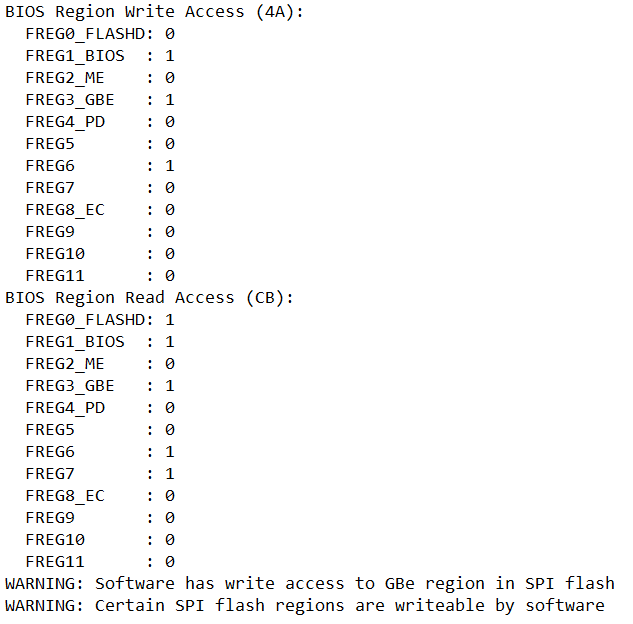 BIOS Region Write Access (4A):
  FREG0_FLASHD: 0
  FREG1_BIOS  : 1
  FREG2_ME    : 0
  FREG3_GBE   : 1
  FREG4_PD    : 0
  FREG5       : 0
  FREG6       : 1
  FREG7       : 0
  FREG8_EC    : 0
  FREG9       : 0
  FREG10      : 0
  FREG11      : 0
BIOS Region Read Access (CB):
  FREG0_FLASHD: 1
  FREG1_BIOS  : 1
  FREG2_ME    : 0
  FREG3_GBE   : 1
  FREG4_PD    : 0
  FREG5       : 0
  FREG6       : 1
  FREG7       : 1
  FREG8_EC    : 0
  FREG9       : 0
  FREG10      : 0
  FREG11      : 0
WARNING: Software has write access to GBe region in SPI flash
WARNING: Certain SPI flash regions are writeable by software